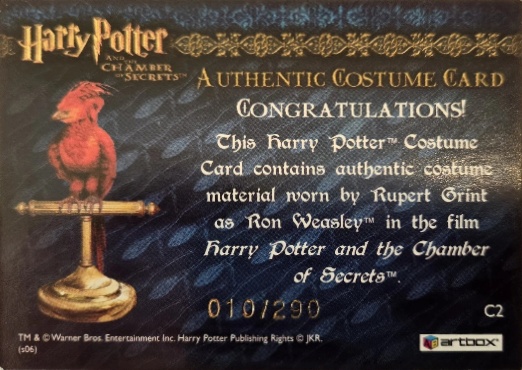 Harry Potter
AND THE
CHAMBER
OF SECRETS™
AUTHENTIC COSTUME CARD
CONGRATULATIONS!
This Harry Potter™ Costume
Card contains authentic costume
material worn by Rupert Grint
as Ron Weasley™ in the film
Harry Potter and the Chamber
of Secrets™.
010/290
C2
TM & © Warner Bros. Entertainment Inc. Harry Potter Publishing Rights © JKR.
(s06)
artbox